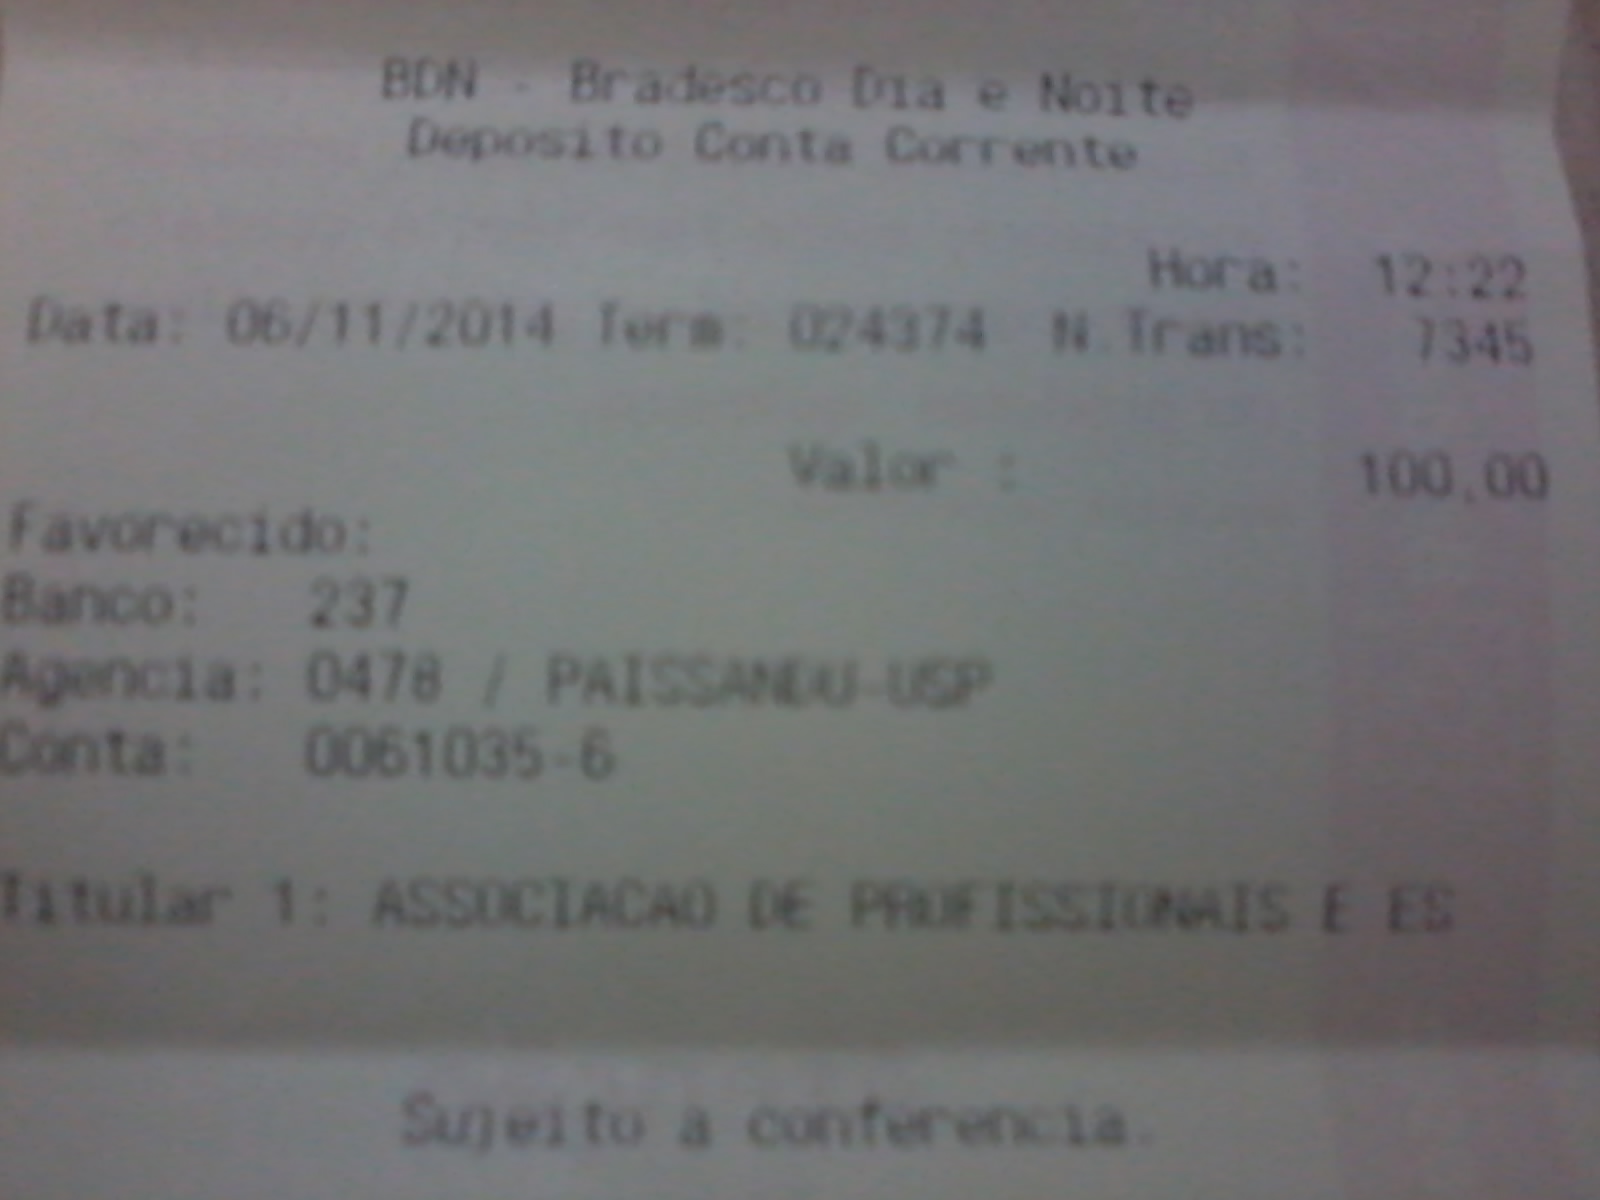 BDN - Bradesco Dia e Noite
Deposito Conta Corrente
Hora: 12:22
Data: 06/11/2014 Term: 024374 N.Trans: 7345
Valor : 100,00
Favorecido:
Banco: 237
Agencia: 0478 / PAISSANDU-USP
Conta: 0061035-6
Titular 1: ASSOCIACAO DE PROFISSIONAIS E ES
Sujeito a conferencia.